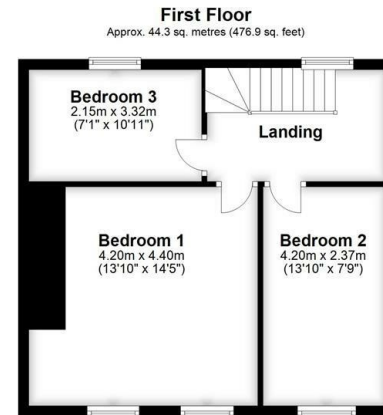 First Floor
Approx. 44.3 sq. metres (476.9 sq. feet)
Bedroom 3
2.15m x 3.32m
(7'1" x 10'11")
Landing
Bedroom 1
4.20m x 4.40m
(13'10" x 14'5")
Bedroom 2
4.20m x 2.37m
(13'10" x 7'9")